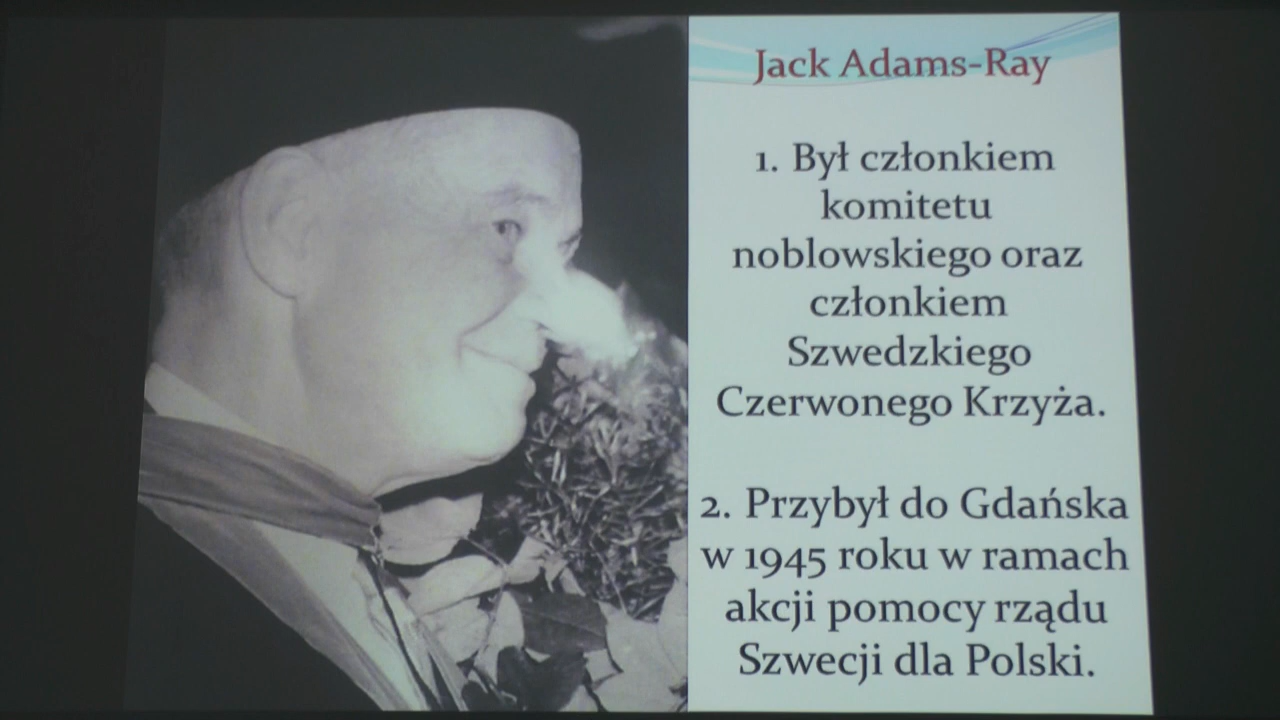 Jack Adams-Ray
1. Był członkiem
komitetu
noblowskiego oraz
członkiem
Szwedzkiego
Czerwonego Krzyża.
2. Przybył do Gdańska
w 1945 roku w ramach
akcji pomocy rządu
Szwecji dla Polski.